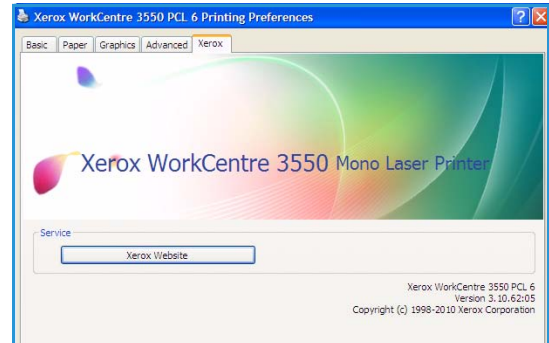 Xerox WorkCentre 3550 PCL 6 Printing Preferences
Basic Paper Graphics Advanced Xerox
Xerox WorkCentre 3550 Mono Laser Printer
Service
Xerox Website
Xerox WorkCentre 3550 PCL 6
Version 3.10.62:05
Copyright (c) 1998-2010 Xerox Corporation